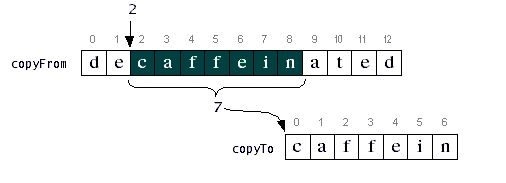 2
0 1 2 3 4 5 6 7 8 9 10 11 12
copyFrom d e c a f f e i n a t e d
7
0 1 2 3 4 5 6
copyTo c a f f e i n